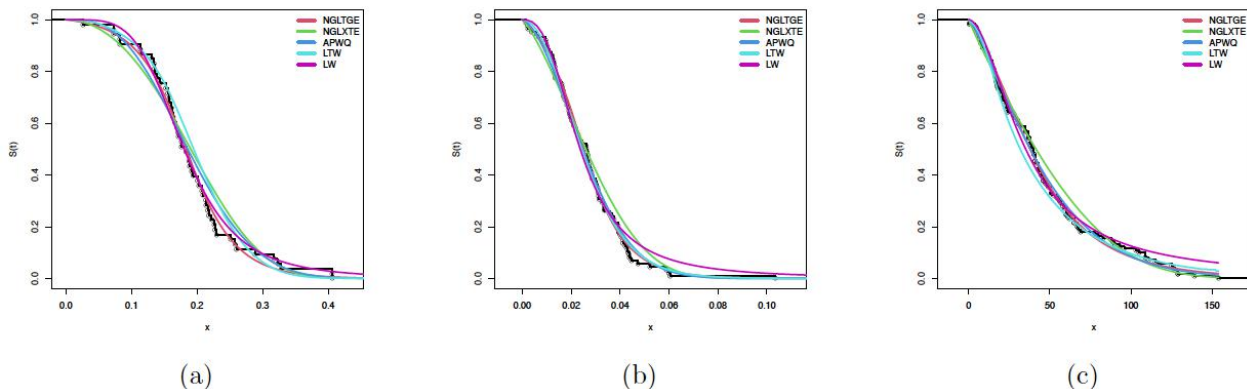 NGLTGE
NGLXTE
APWQ
LTW
LW
S(t)
0.0 0.2 0.4 0.6 0.8 1.0
0.0 0.1 0.2 0.3 0.4
x
(a)
NGLTGE
NGLXTE
APWQ
LTW
LW
S(t)
0.0 0.2 0.4 0.6 0.8 1.0
0.00 0.02 0.04 0.06 0.08 0.10
x
(b)
NGLTGE
NGLXTE
APWQ
LTW
LW
S(t)
0.0 0.2 0.4 0.6 0.8 1.0
0 50 100 150
x
(c)